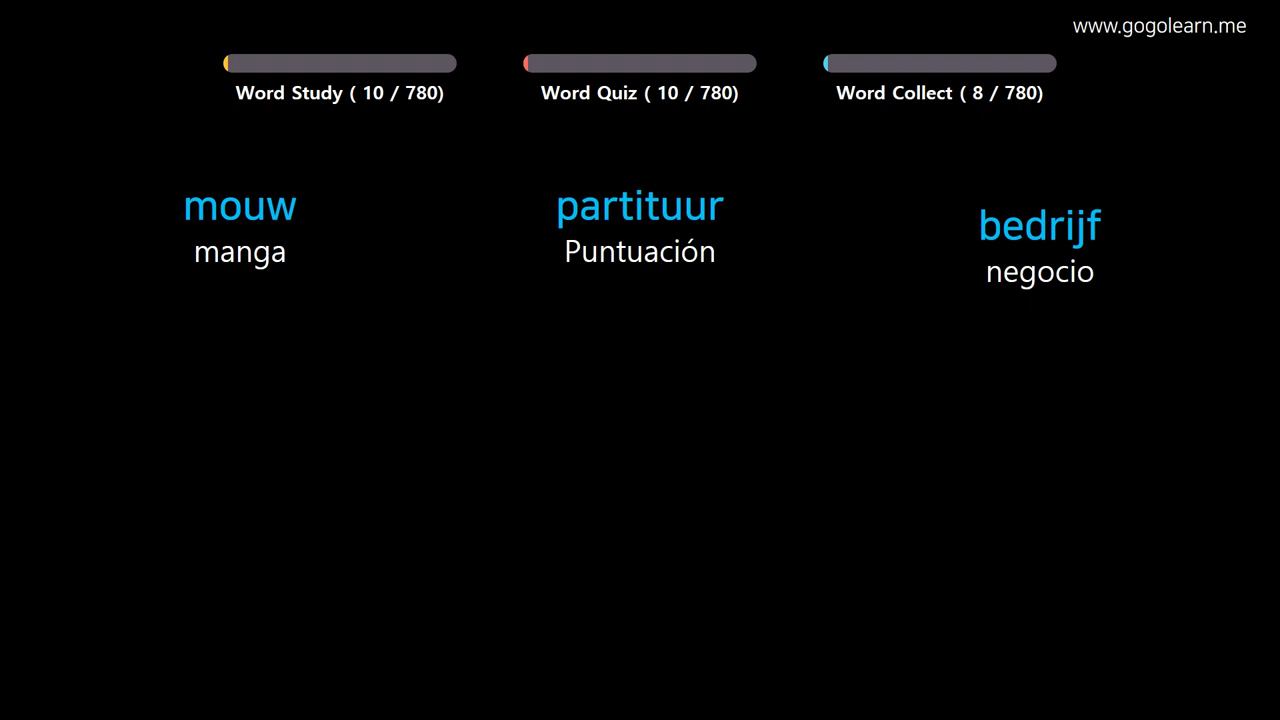 www.gogolearn.me
Word Study ( 10 / 780)
Word Quiz ( 10 / 780)
Word Collect ( 8 / 780)
mouw
manga
partituur
Puntuación
bedrijf
negocio